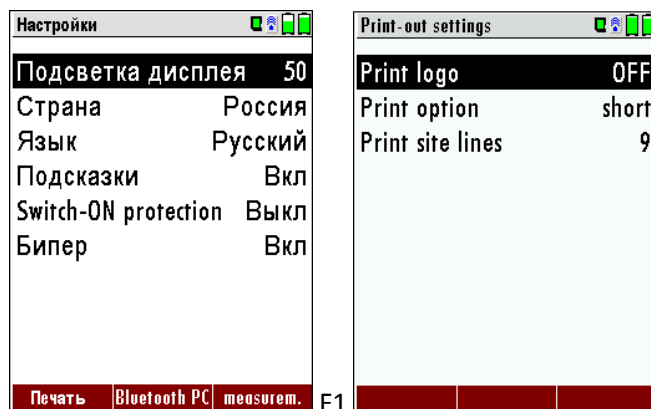 Настройки
Подсветка дисплея 50
Страна Россия
Язык Русский
Подсказки Вкл
Switch-ON protection Выкл
Бипер Вкл
Печать Bluetooth PC measurem.
F1
Print-out settings
Print logo OFF
Print option short
Print site lines 9